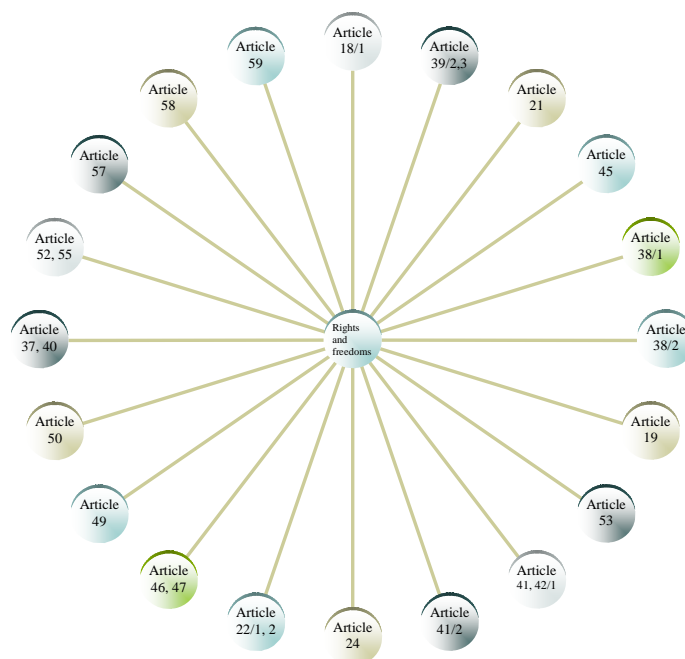 Article
18/1
Article
39/2,3
Article
21
Article
45
Article
38/1
Article
38/2
Article
19
Article
53
Article
41, 42/1
Article
41/2
Article
24
Article
22/1, 2
Article
46, 47
Article
49
Article
50
Article
37, 40
Article
52, 55
Article
57
Article
58
Article
59
Rights
and
freedoms